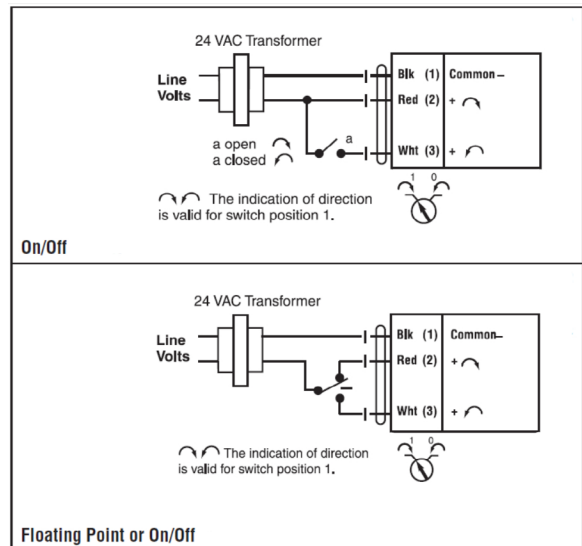 24 VAC Transformer
Line
Volts
Blk (1) Common–
Red (2) +
a open
a closed
a
Wht (3) +
The indication of direction
is valid for switch position 1.
1 0
On/Off
24 VAC Transformer
Line
Volts
Blk (1) Common–
Red (2) +
Wht (3) +
The indication of direction
is valid for switch position 1.
1 0
Floating Point or On/Off